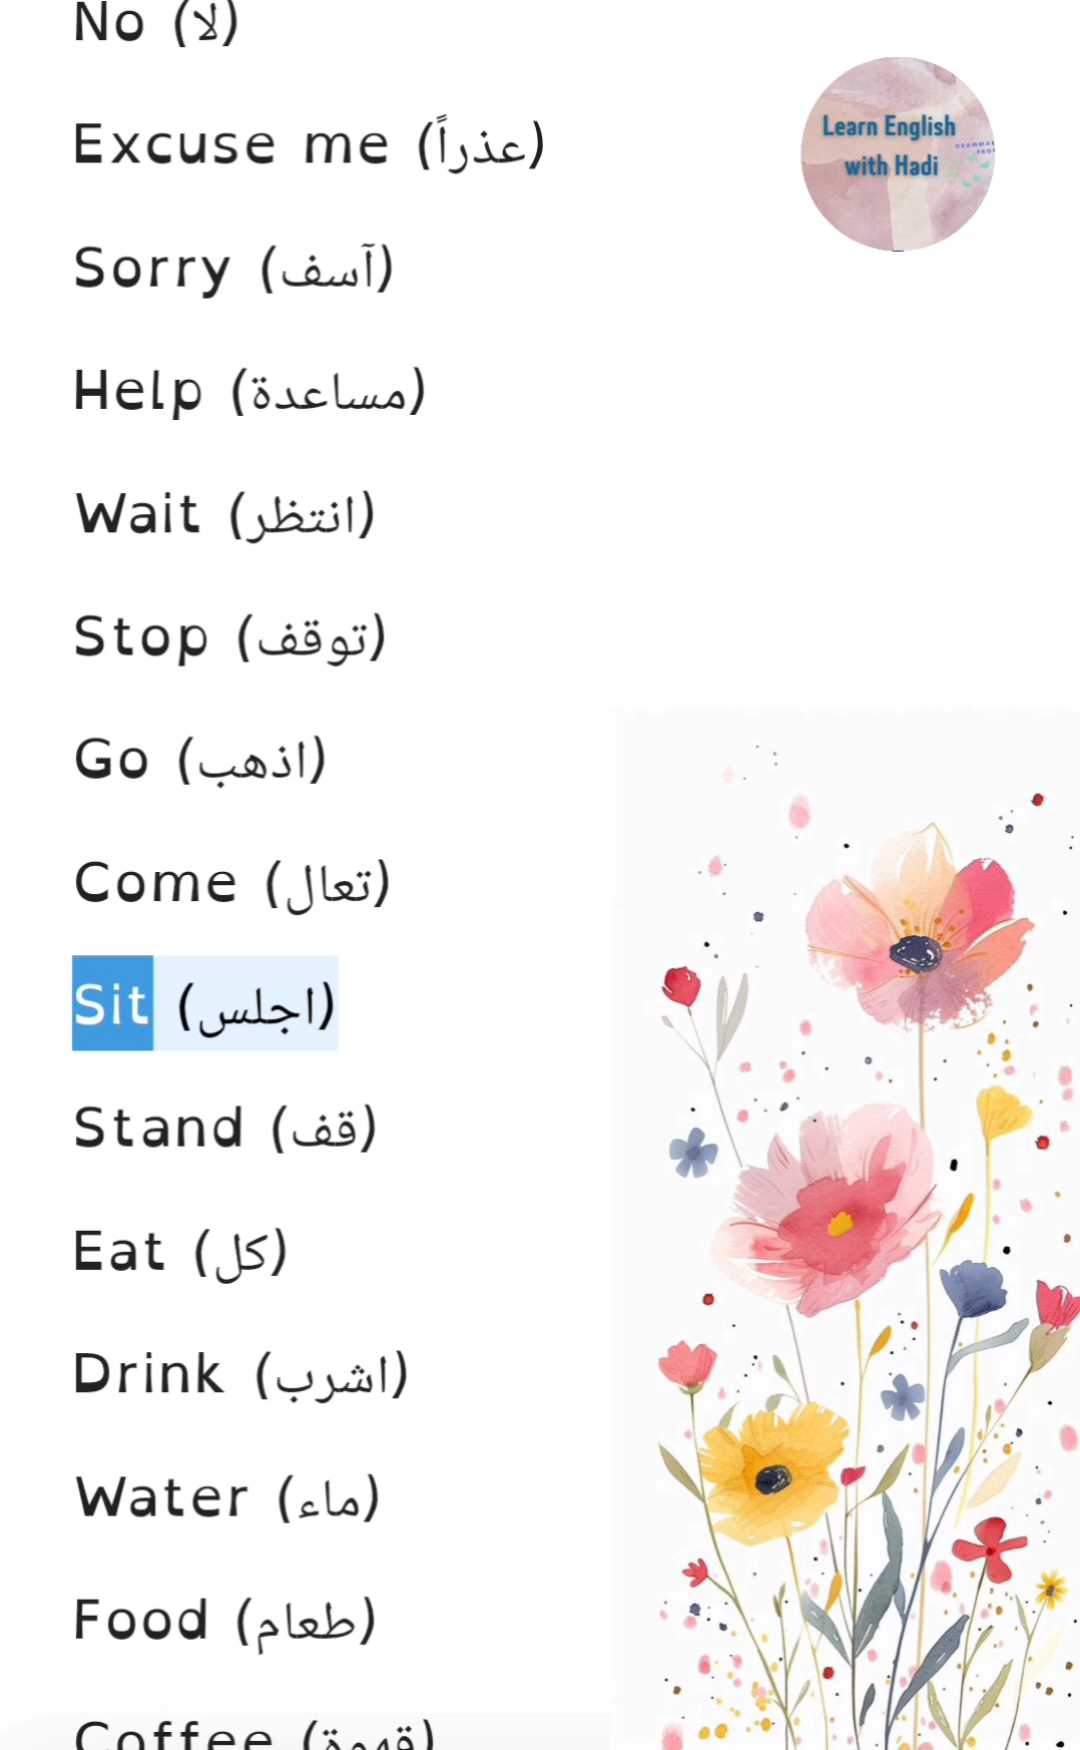 No (لا)
Excuse me (عذراً)
Sorry (آسف)
Help (مساعدة)
Wait (انتظر)
Stop (توقف)
Go (اذهب)
Come (تعال)
Sit (اجلس)
Stand (قف)
Eat (كل)
Drink (اشرب)
Water (ماء)
Food (طعام)
Coffee (قهوة)
Learn English
with Hadi